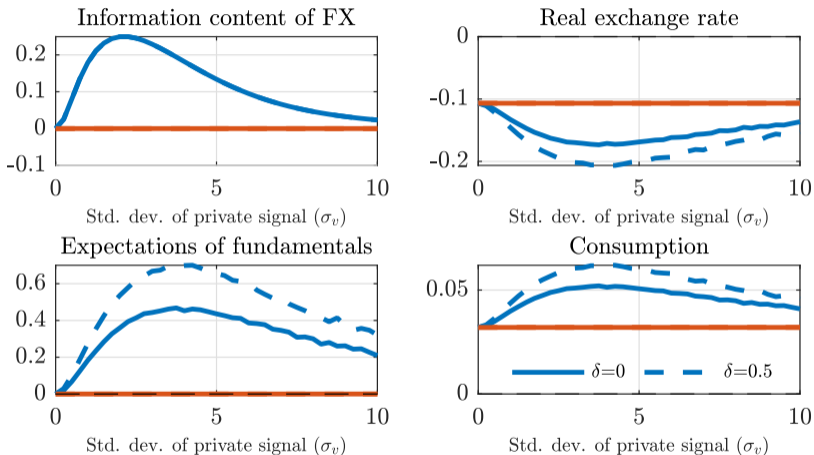 Information content of FX
0.2
0.1
0
-0.1
0
5
10
Std. dev. of private signal (σᵥ)
Real exchange rate
0
-0.1
-0.2
0
5
10
Std. dev. of private signal (σᵥ)
Expectations of fundamentals
0.6
0.4
0.2
0
0
5
10
Std. dev. of private signal (σᵥ)
Consumption
0.05
0
δ=0 δ=0.5
0
5
10
Std. dev. of private signal (σᵥ)